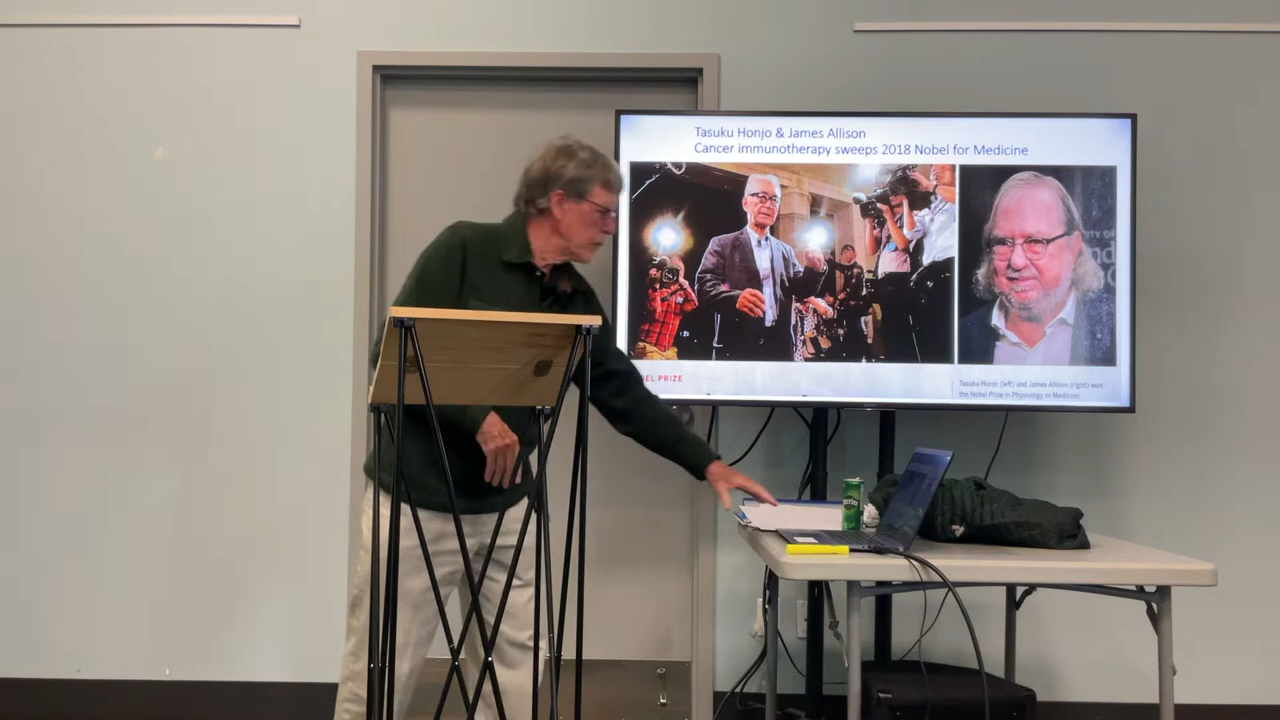 Tasuku Honjo & James Allison
Cancer immunotherapy sweeps 2018 Nobel for Medicine
EL PRIZE
Tasuku Honjo (left) and James Allison (right) won
the Nobel Prize in Physiology or Medicine.